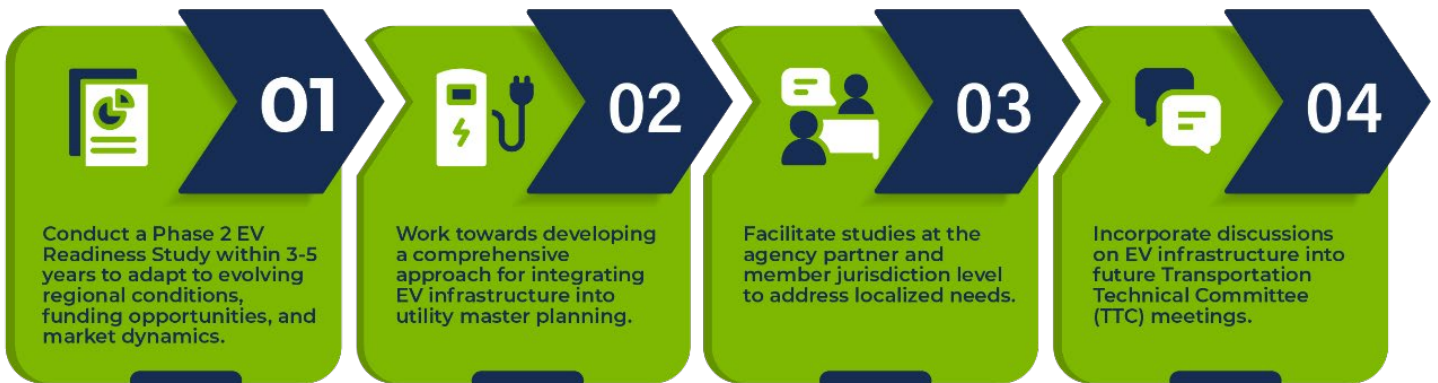 01
Conduct a Phase 2 EV
Readiness Study within 3-5
years to adapt to evolving
regional conditions,
funding opportunities, and
market dynamics.
02
Work towards developing
a comprehensive
approach for integrating
EV infrastructure into
utility master planning.
03
Facilitate studies at the
agency partner and
member jurisdiction level
to address localized needs.
04
Incorporate discussions
on EV infrastructure into
future Transportation
Technical Committee
(TTC) meetings.